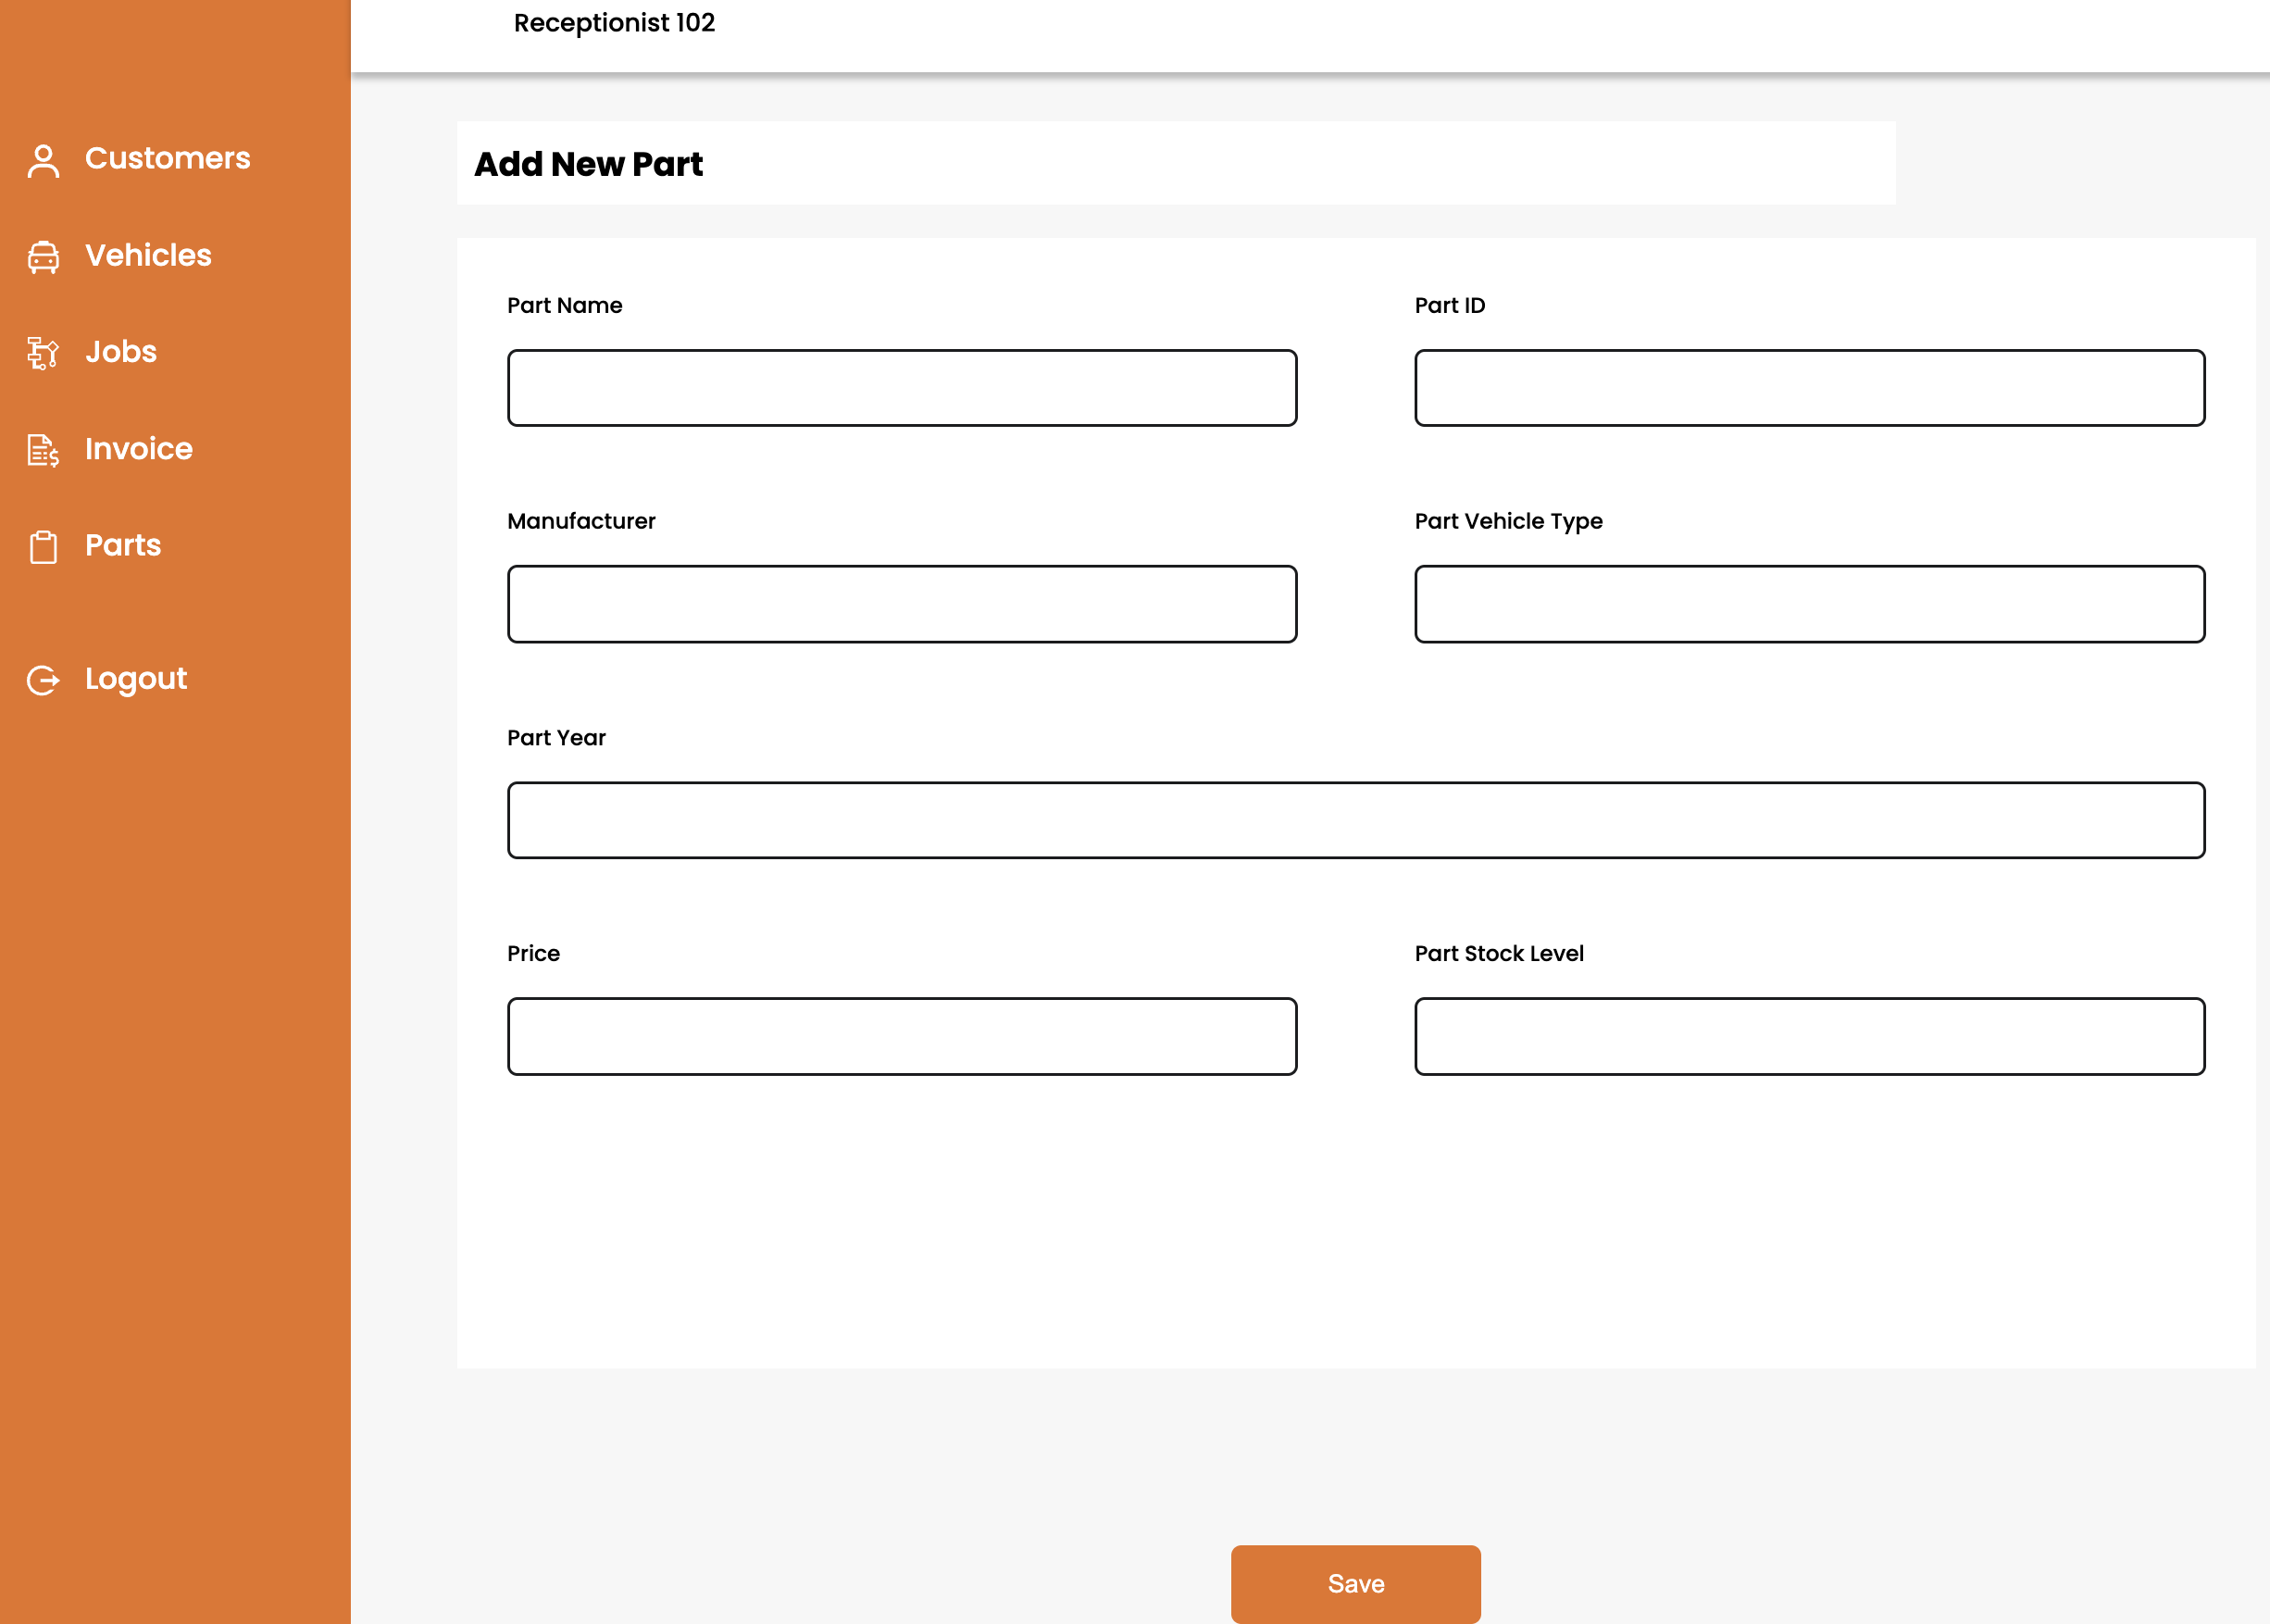 Receptionist 102
Customers
Vehicles
Jobs
Invoice
Parts
Logout
Add New Part
Part Name
Part ID
Manufacturer
Part Vehicle Type
Part Year
Price
Part Stock Level
Save